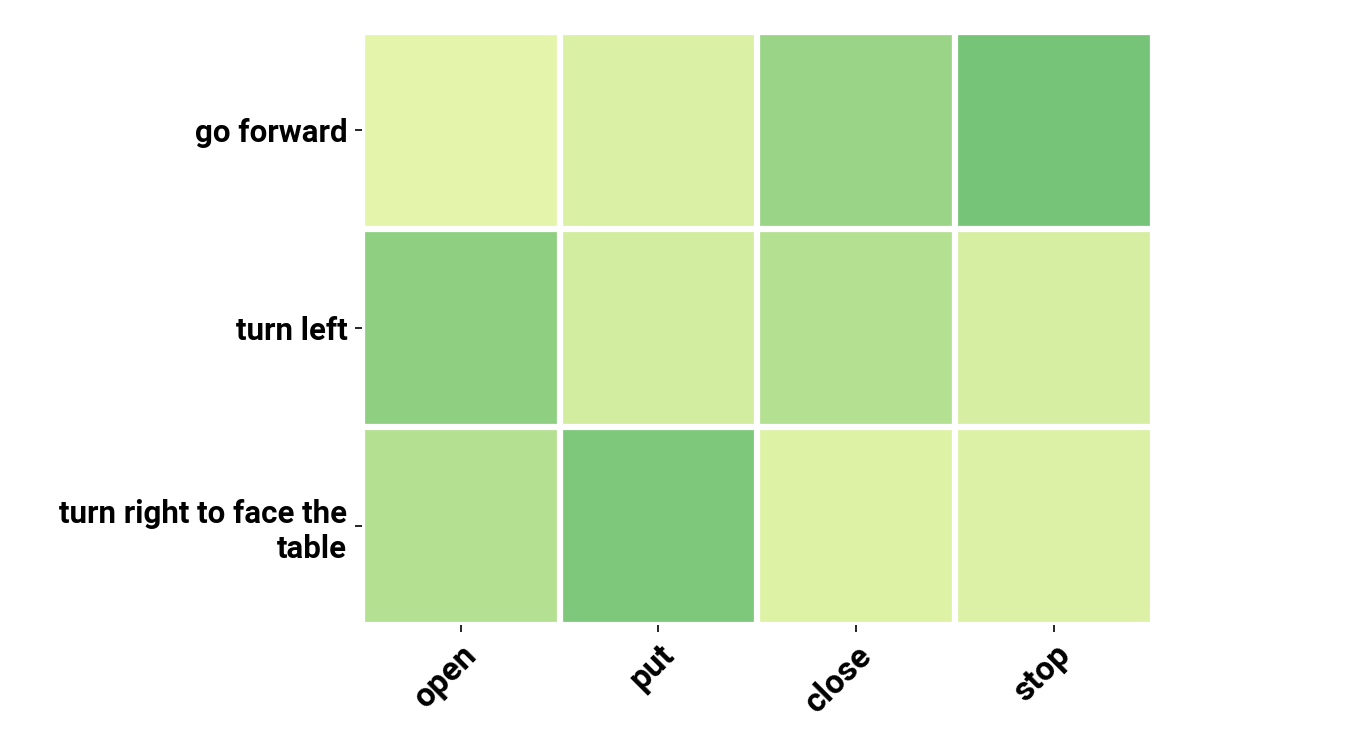 go forward
turn left
turn right to face the
table
open
put
close
stop